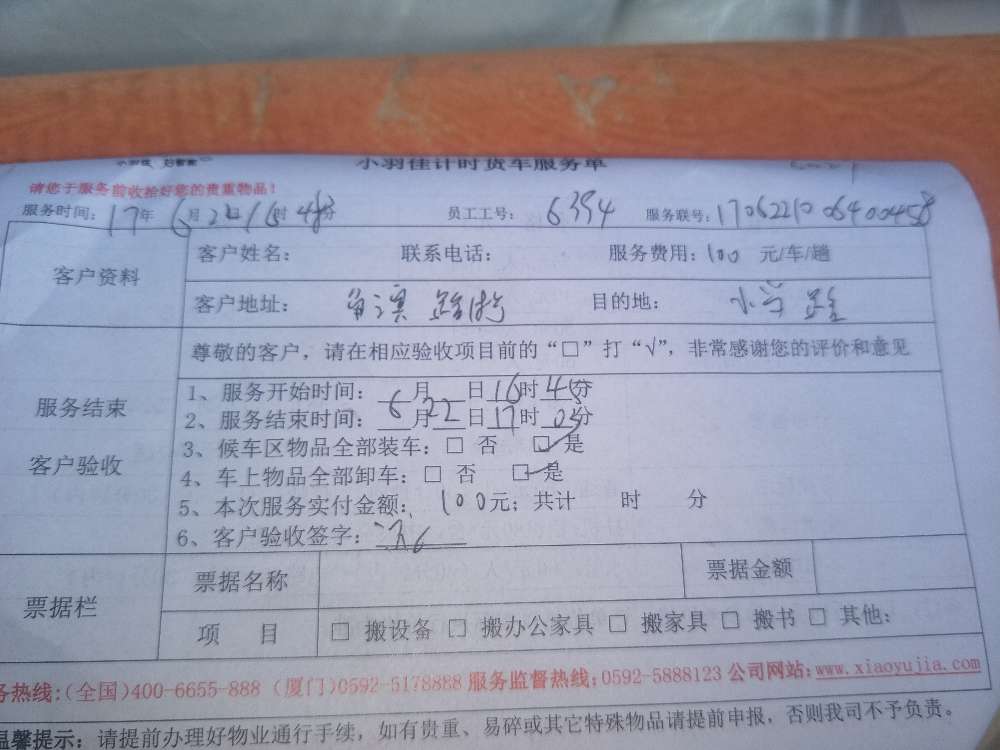 小羽佳计时货车服务单
请您于服务前收拾好您的贵重物品！
服务时间：17年6月22日16时48分 员工工号：6394 服务联号：1706221006400458
客户资料
客户姓名： 联系电话： 服务费用：100 元/车/趟
客户地址： 目的地：
尊敬的客户，请在相应验收项目前的“□”打“√”，非常感谢您的评价和意见
服务结束
客户验收
1、服务开始时间：月 日16时45分
2、服务结束时间：6月22日17时05分
3、候车区物品全部装车：□ 否 ☑ 是
4、车上物品全部卸车：□ 否 ☑ 是
5、本次服务实付金额：100元；共计 时 分
6、客户验收签字：
票据栏
票据名称 票据金额
项 目 □ 搬设备 □ 搬办公家具 □ 搬家具 □ 搬书 □ 其他：
务热线：(全国)400-6655-888 (厦门)0592-5178888 服务监督热线：0592-5888123 公司网站：www.xiaoyujia.com
温馨提示：请提前办理好物业通行手续，如有贵重、易碎或其它特殊物品请提前申报，否则我司不予负责。